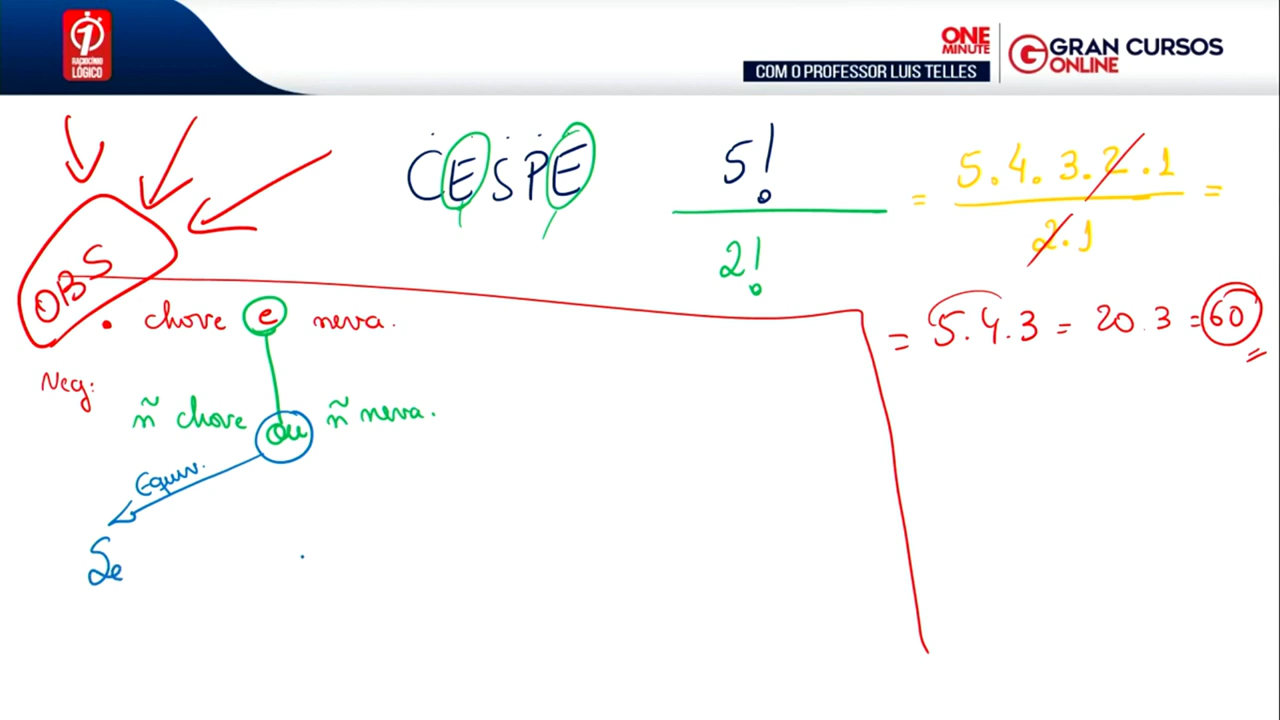 1
RACIOCÍNIO
LÓGICO
ONE
MINUTE
COM O PROFESSOR LUIS TELLES
GRAN CURSOS
ONLINE
CESPE 5! / 2! = 5.4.3.2.1 / 2.1 =
= 5.4.3 = 20.3 = 60
OBS
• chove e neva.
Neg:
ñ chove ou ñ neva.
Equiv.
Se